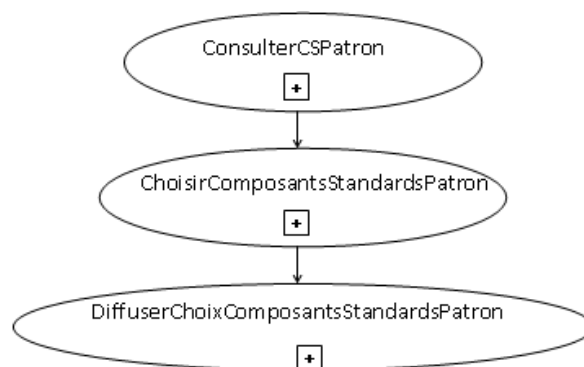 ConsulterCSPatron
+
ChoisirComposantsStandardsPatron
+
DiffuserChoixComposantsStandardsPatron
+